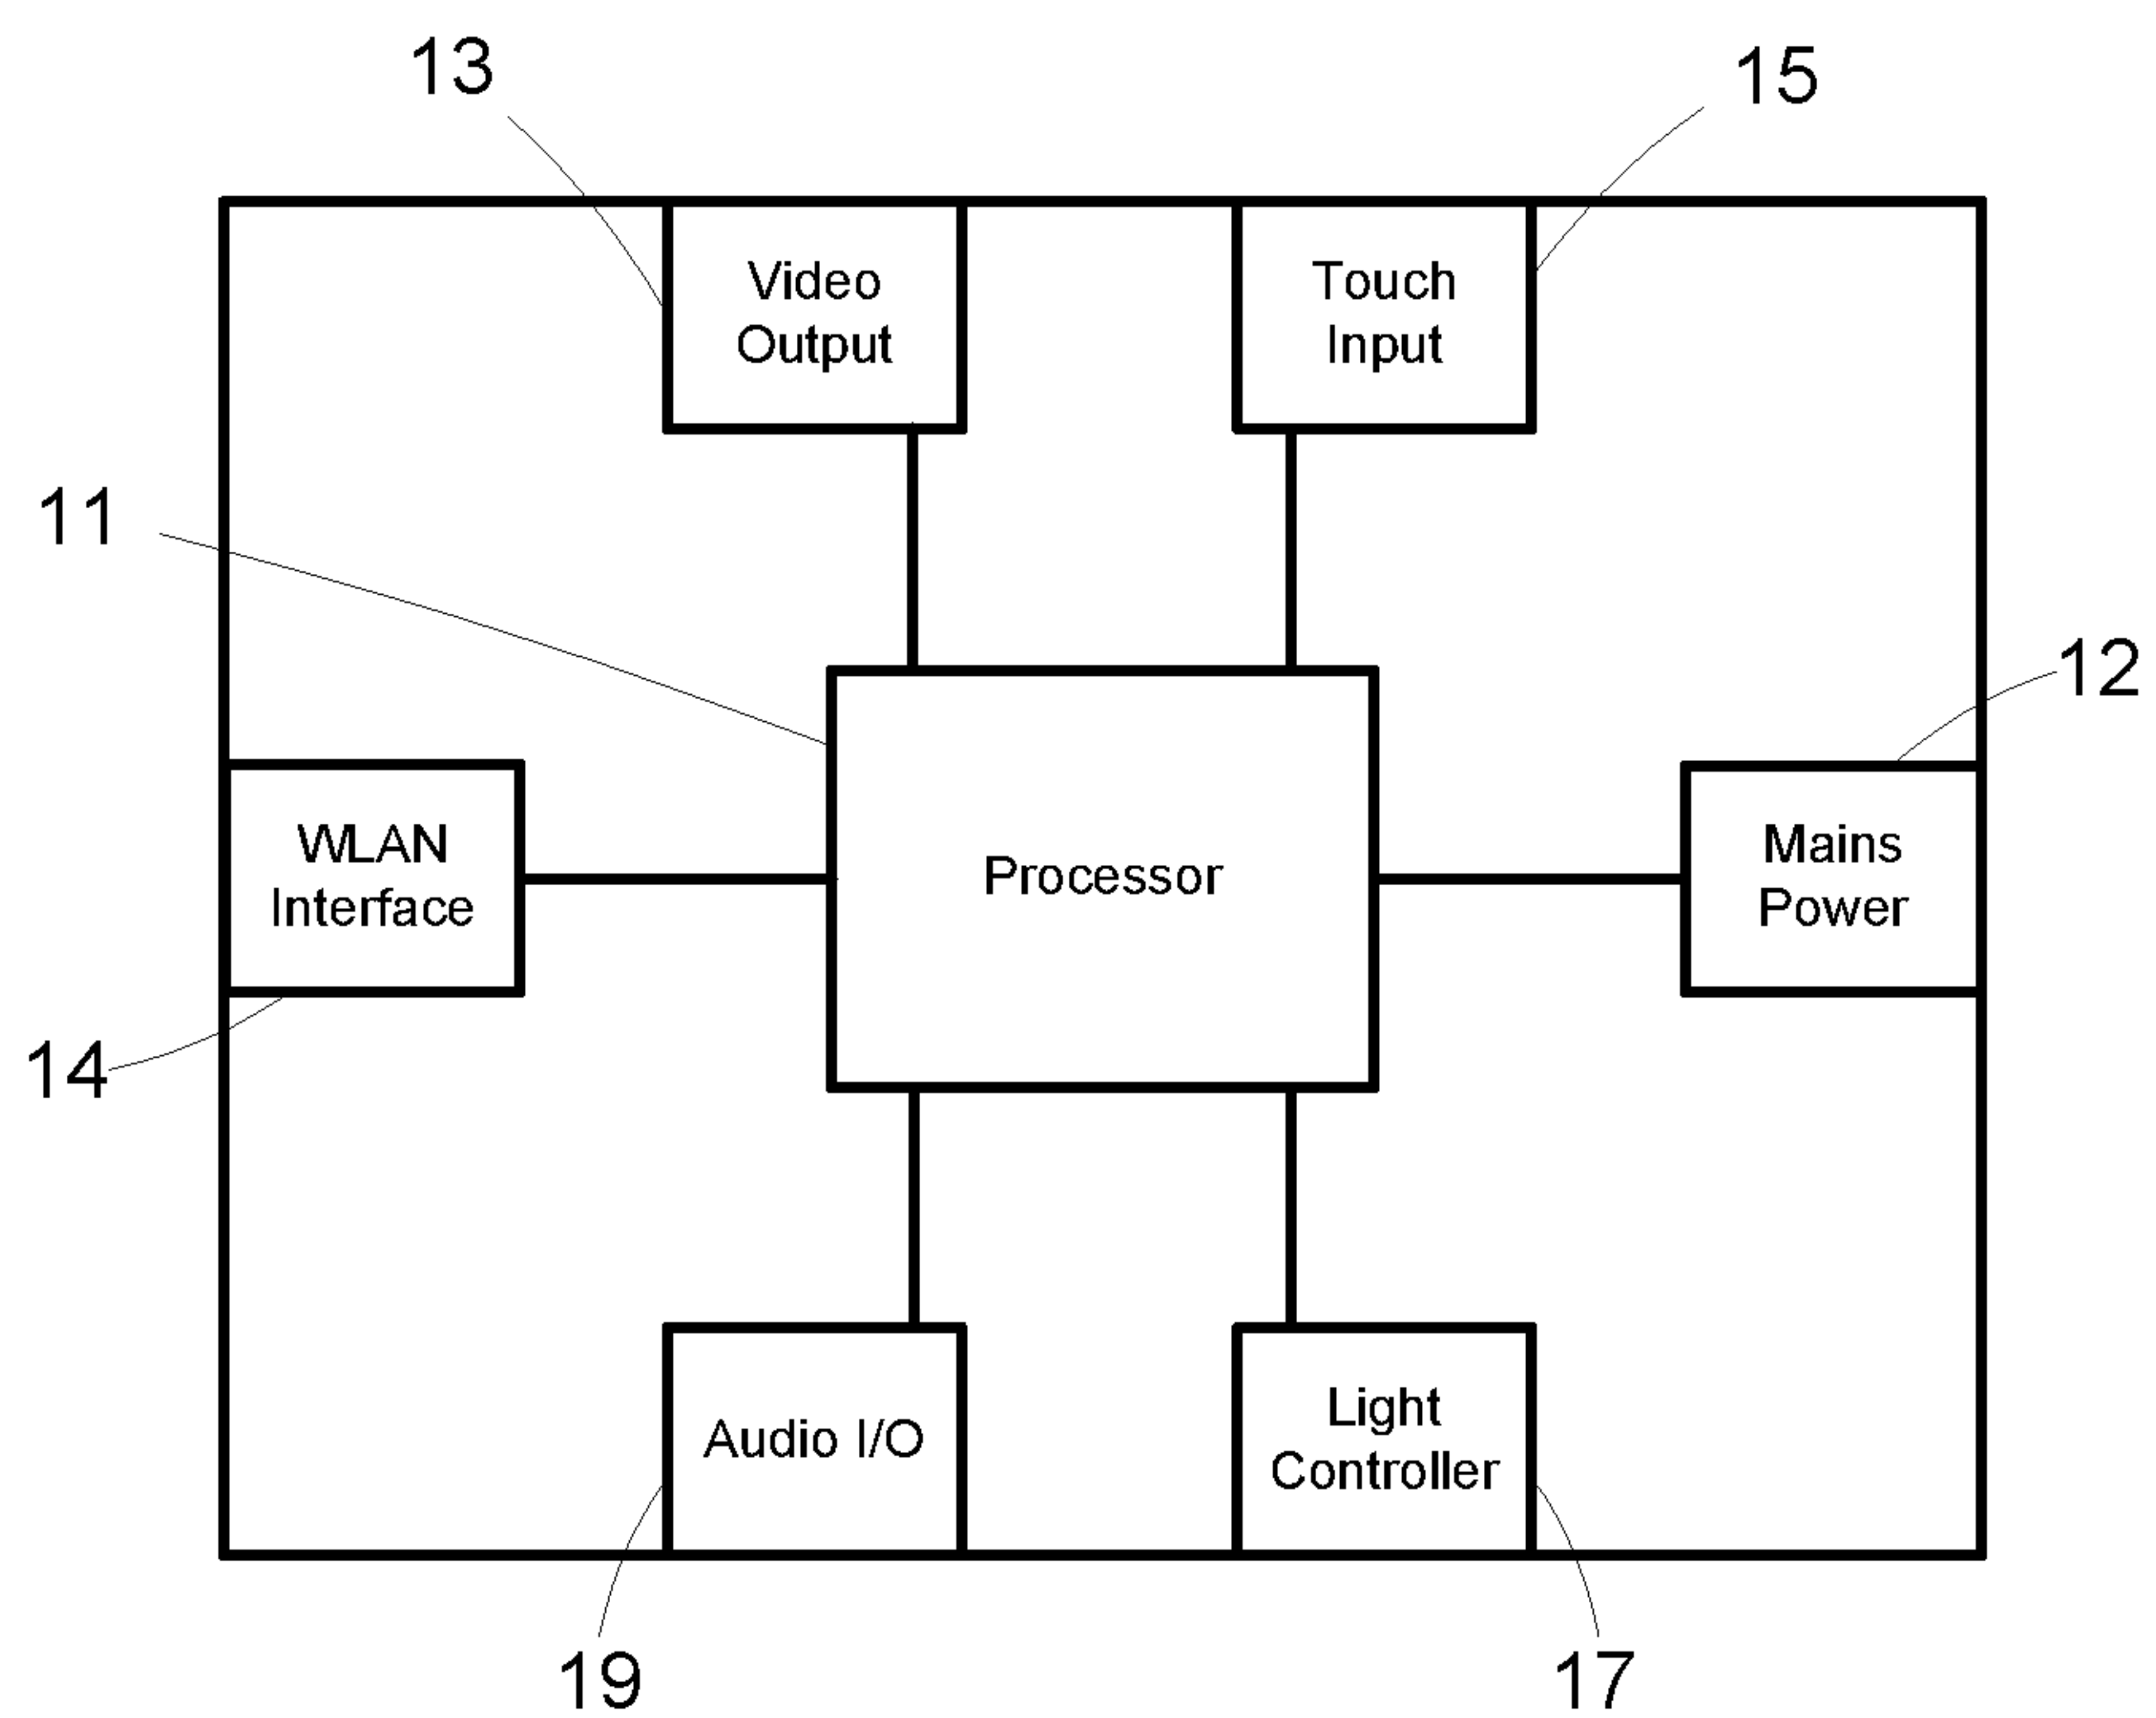 13
15
Video
Output
Touch
Input
11
12
WLAN
Interface
Processor
Mains
Power
14
Audio I/O
Light
Controller
19
17